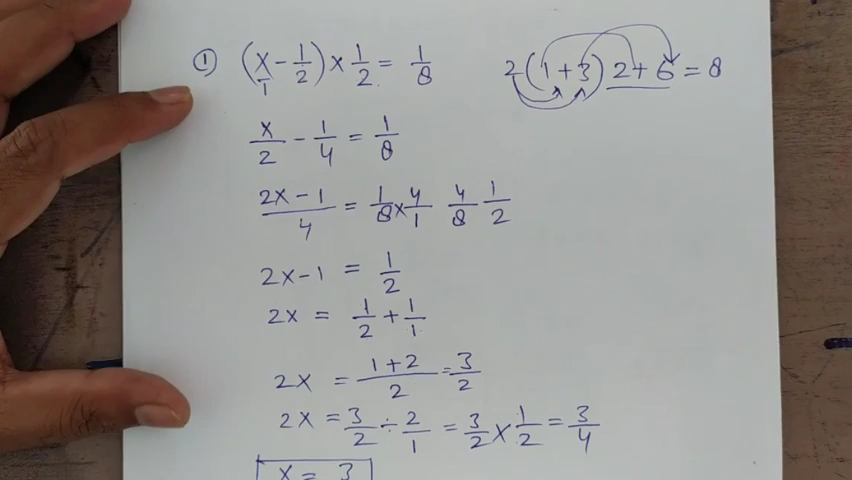 ① (x/1 - 1/2) × 1/2 = 1/8
2(1+3) 2+6 = 8
x/2 - 1/4 = 1/8
2x-1/4 = 1/8 × 4/1 4/8 1/2
2x-1 = 1/2
2x = 1/2 + 1/1
2x = 1+2/2 = 3/2
2x = 3/2 ÷ 2/1 = 3/2 × 1/2 = 3/4
x = 3